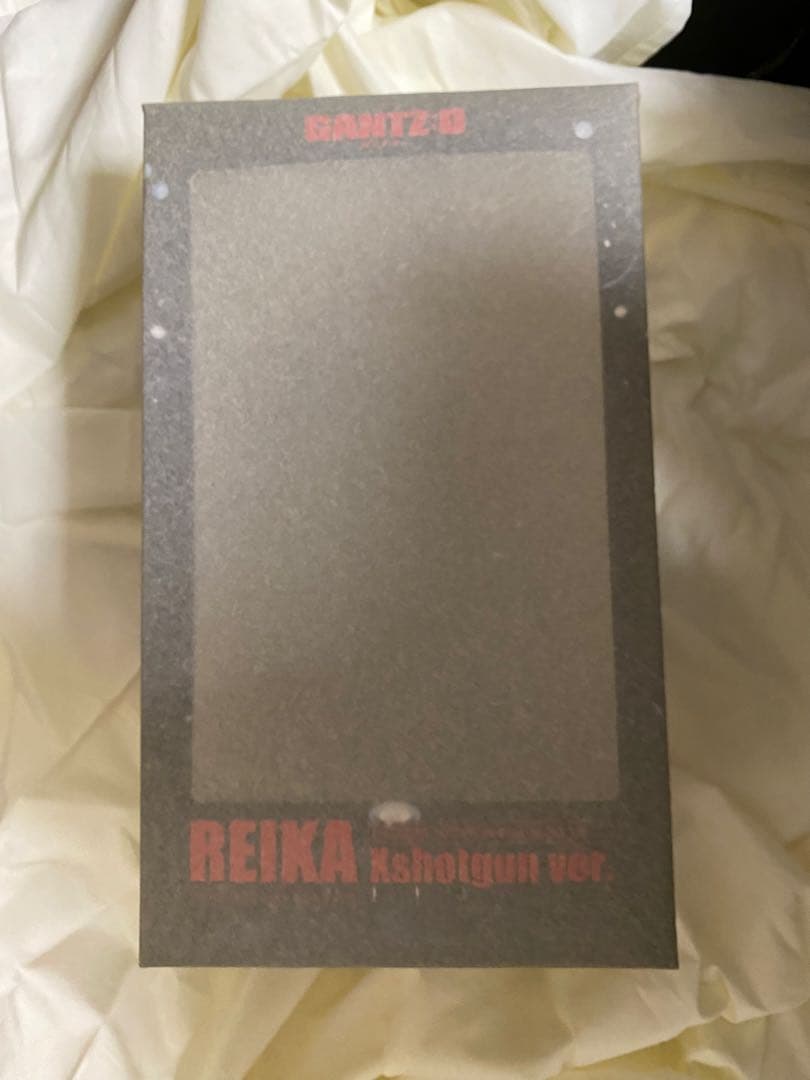 GANTZ:O
REIKA
Xshotgun ver.